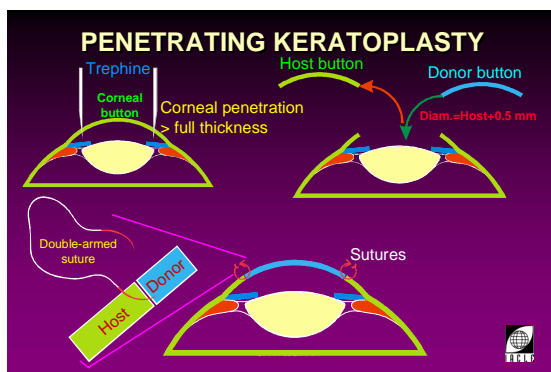 PENETRATING KERATOPLASTY
Trephine
Corneal
button
Corneal penetration
> full thickness
Host button
Donor button
Diam.=Host+0.5 mm
Double-armed
suture
Host
Donor
Sutures
IACLE